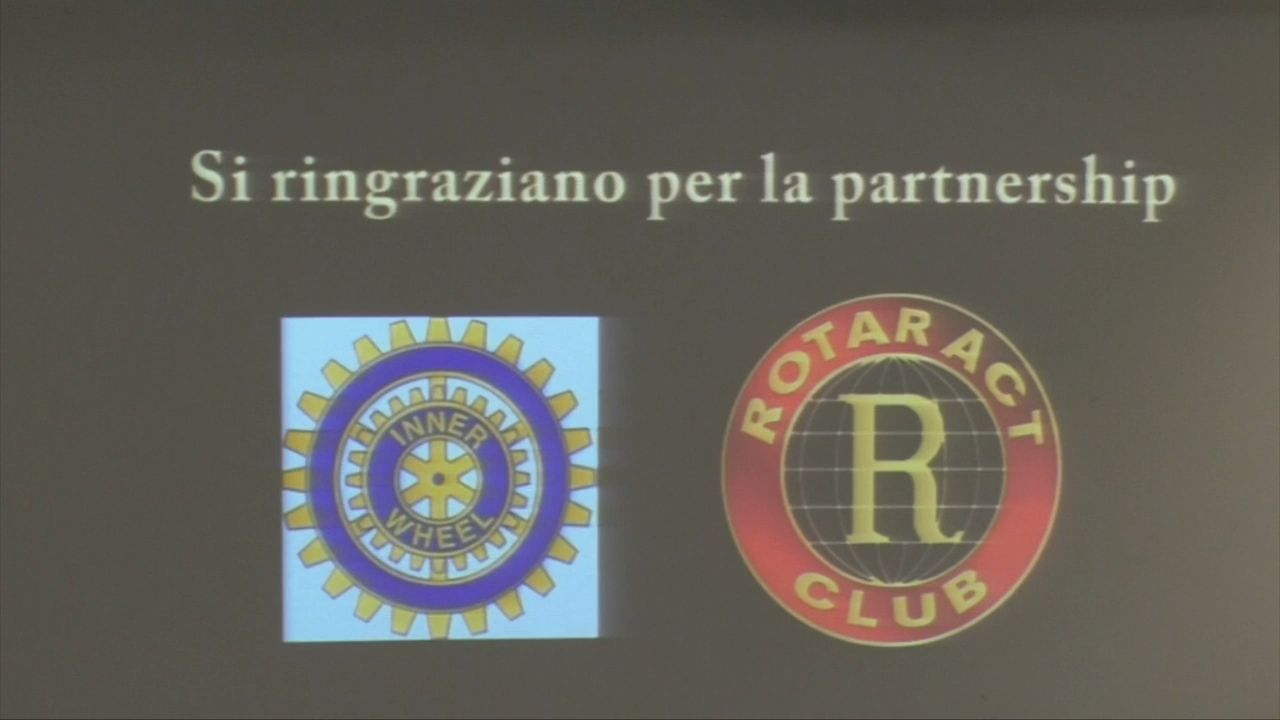 Si ringraziano per la partnership
INNER
WHEEL
ROTARACT
R
CLUB